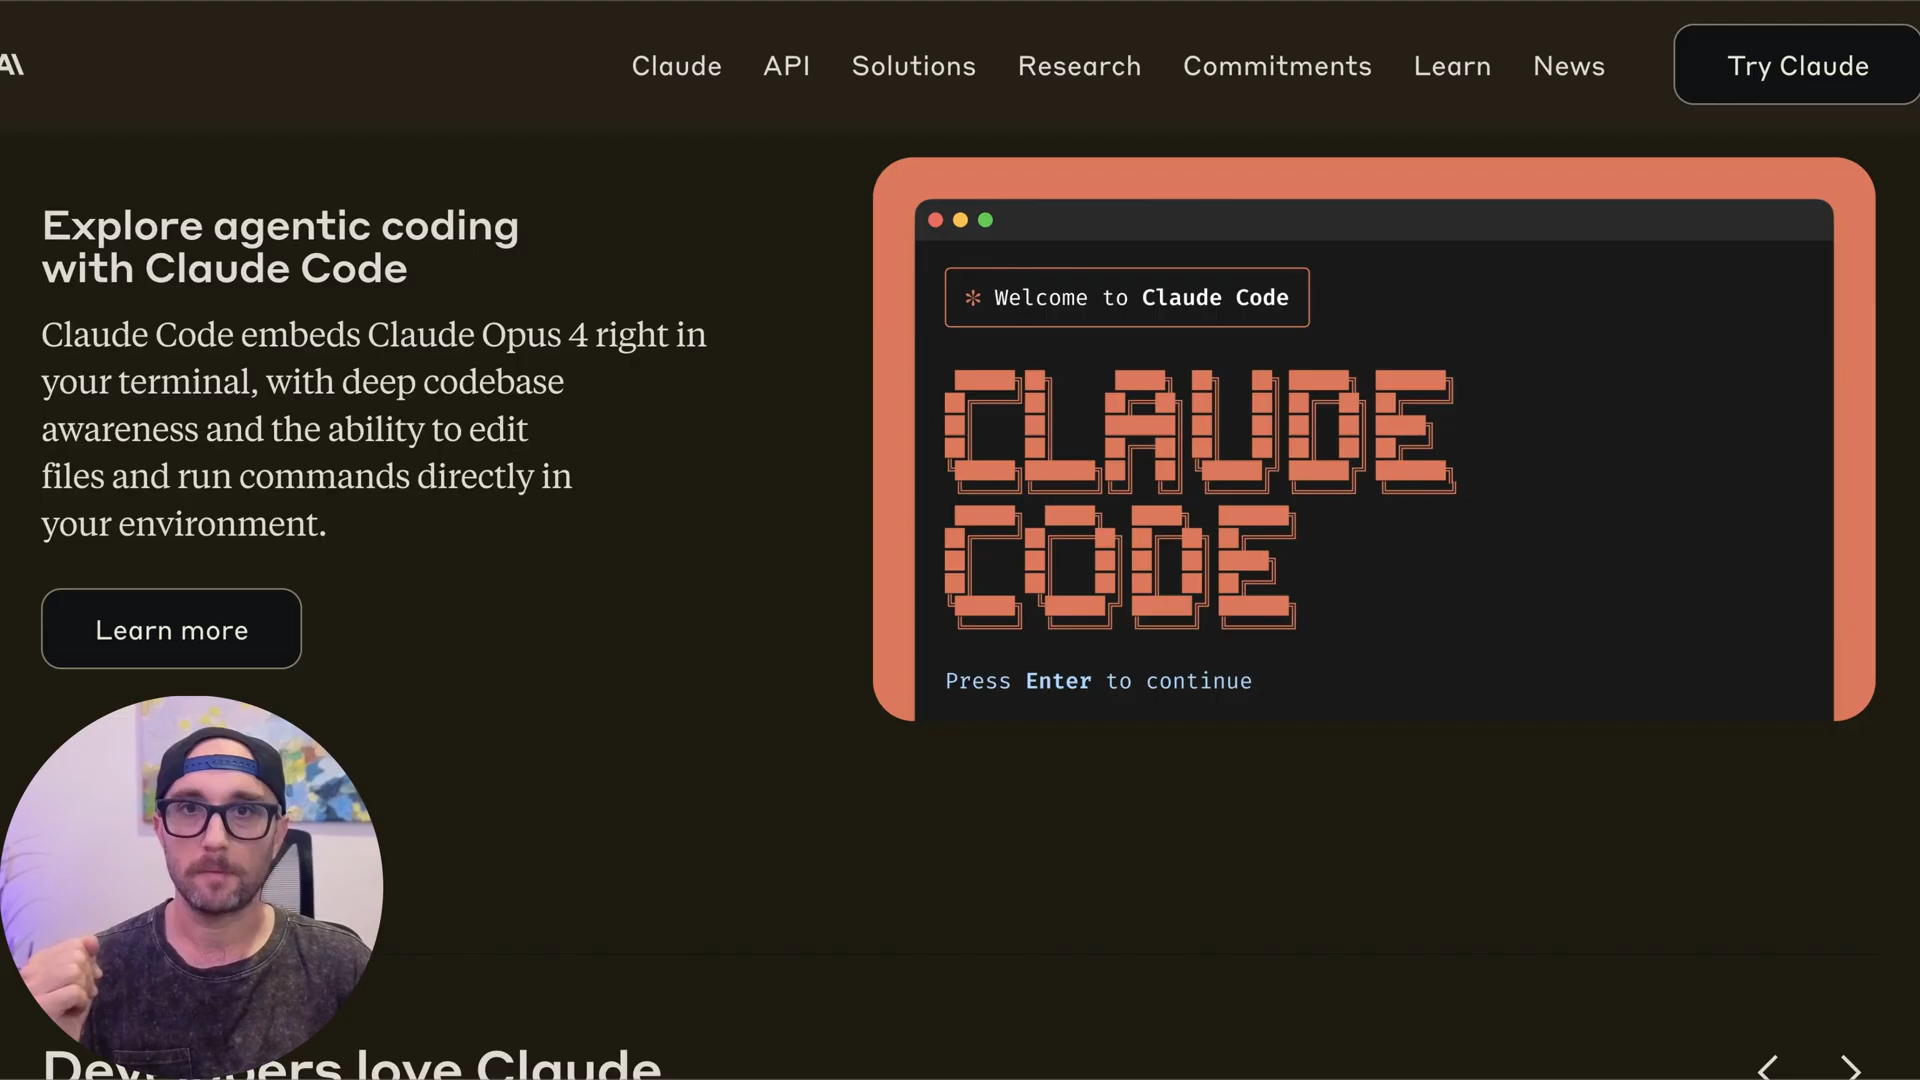 A\
Claude API Solutions Research Commitments Learn News Try Claude
Explore agentic coding
with Claude Code
Claude Code embeds Claude Opus 4 right in
your terminal, with deep codebase
awareness and the ability to edit
files and run commands directly in
your environment.
Learn more
✻ Welcome to Claude Code
CLAUDE
CODE
Press Enter to continue
love Claude